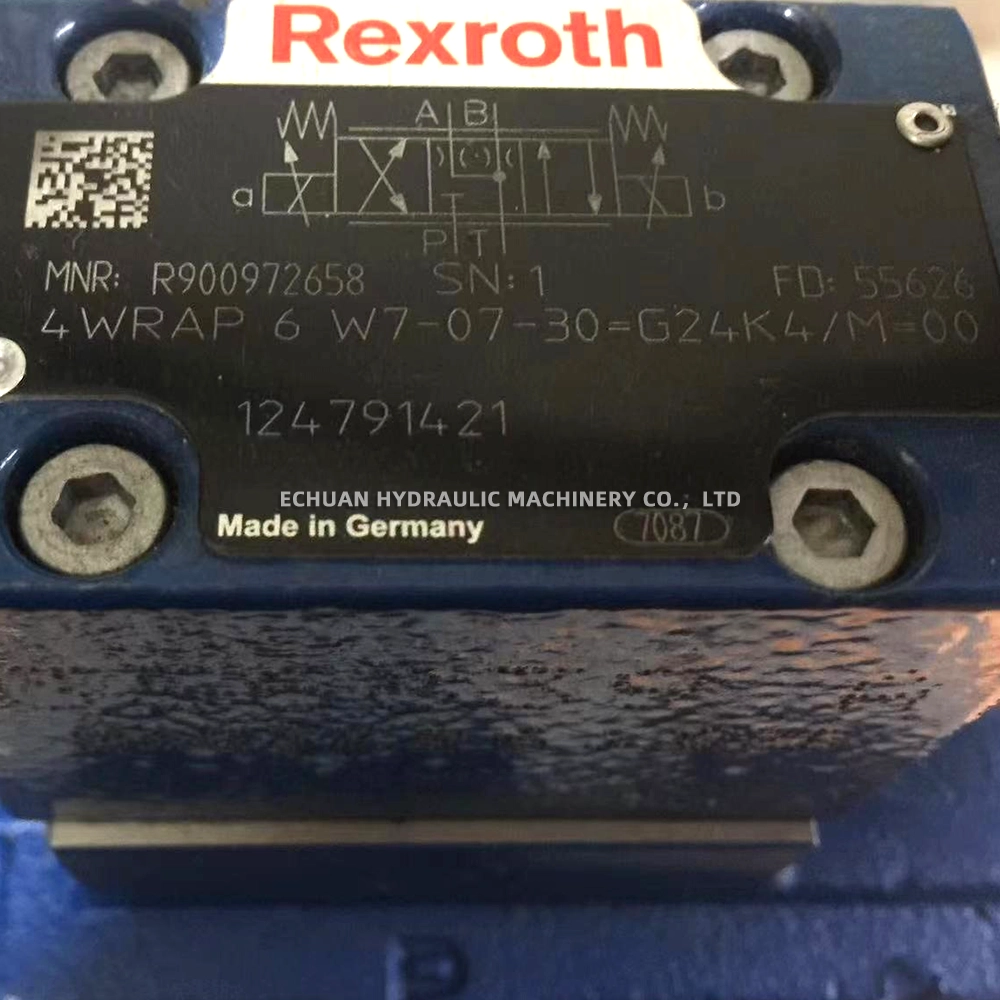 Rexroth
A B
a b
P T
MNR: R900972658 SN: 1 FD: 55626
4WRAP 6 W7-07-30=G24K4/M=00
124791421
ECHUAN HYDRAULIC MACHINERY CO., LTD
Made in Germany 7087